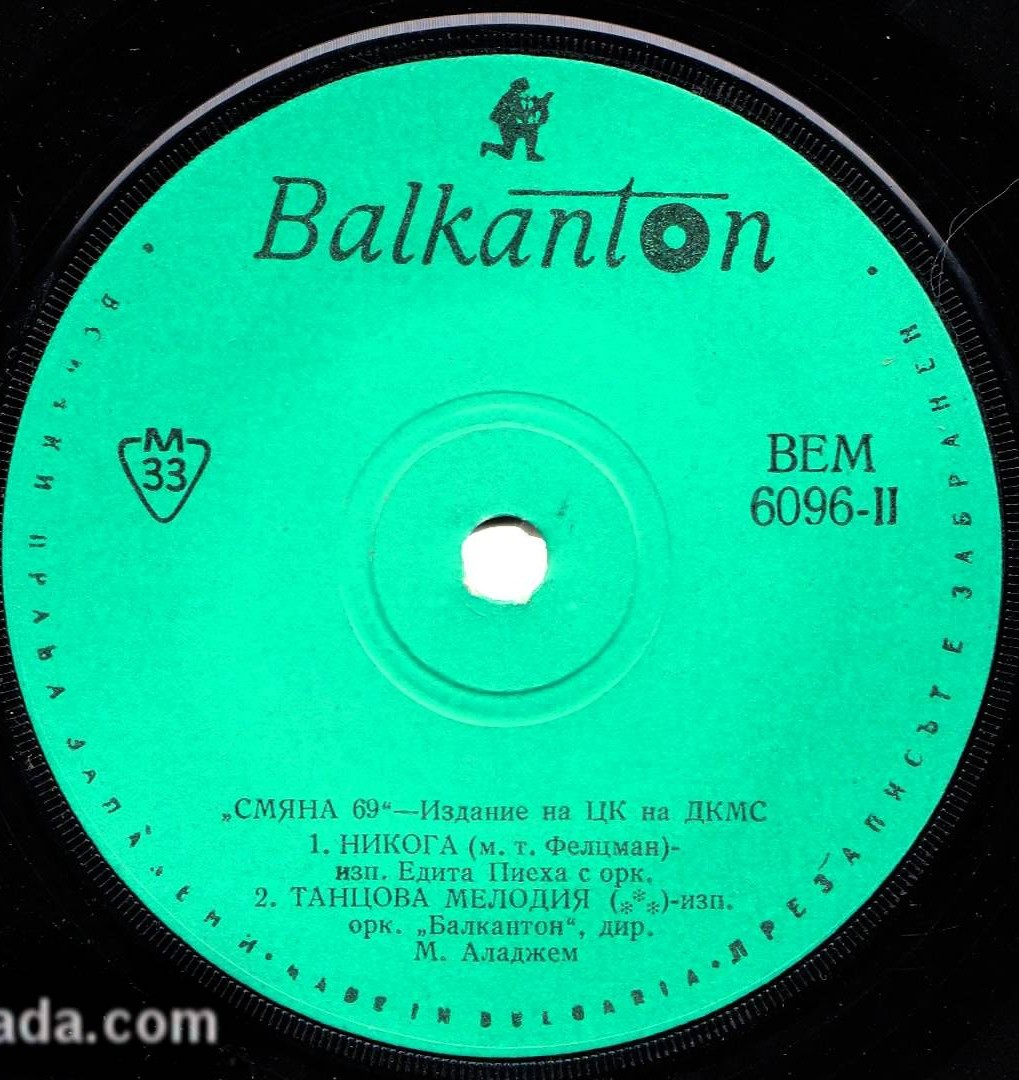 Balkanton
M
33
BEM
6096-II
„СМЯНА 69“—Издание на ЦК на ДКМС
1. НИКОГА (м. т. Фелцман)-
изп. Едита Пиеха с орк.
2. ТАНЦОВА МЕЛОДИЯ (***)-изп.
орк. „Балкантон“, дир.
М. Аладжем
ВСИЧКИ ПРАВА ЗАПАЗЕНИ • MADE IN BULGARIA • ПРЕЗАПИСЪТ Е ЗАБРАНЕН
ada.com